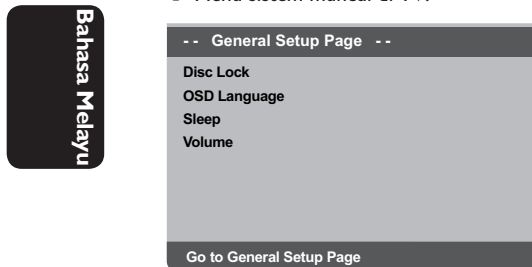 Bahasa Melayu
-- General Setup Page --
Disc Lock
OSD Language
Sleep
Volume
Go to General Setup Page